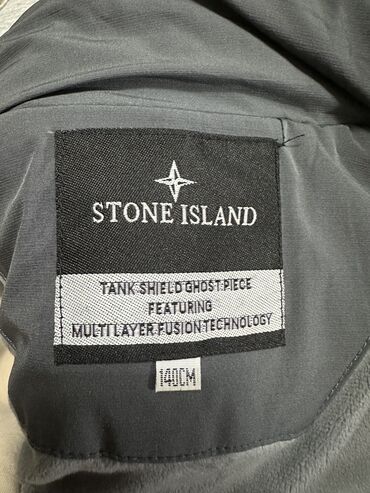 STONE ISLAND
TANK SHIELD GHOST PIECE
FEATURING
MULTI LAYER FUSION TECHNOLOGY
140CM